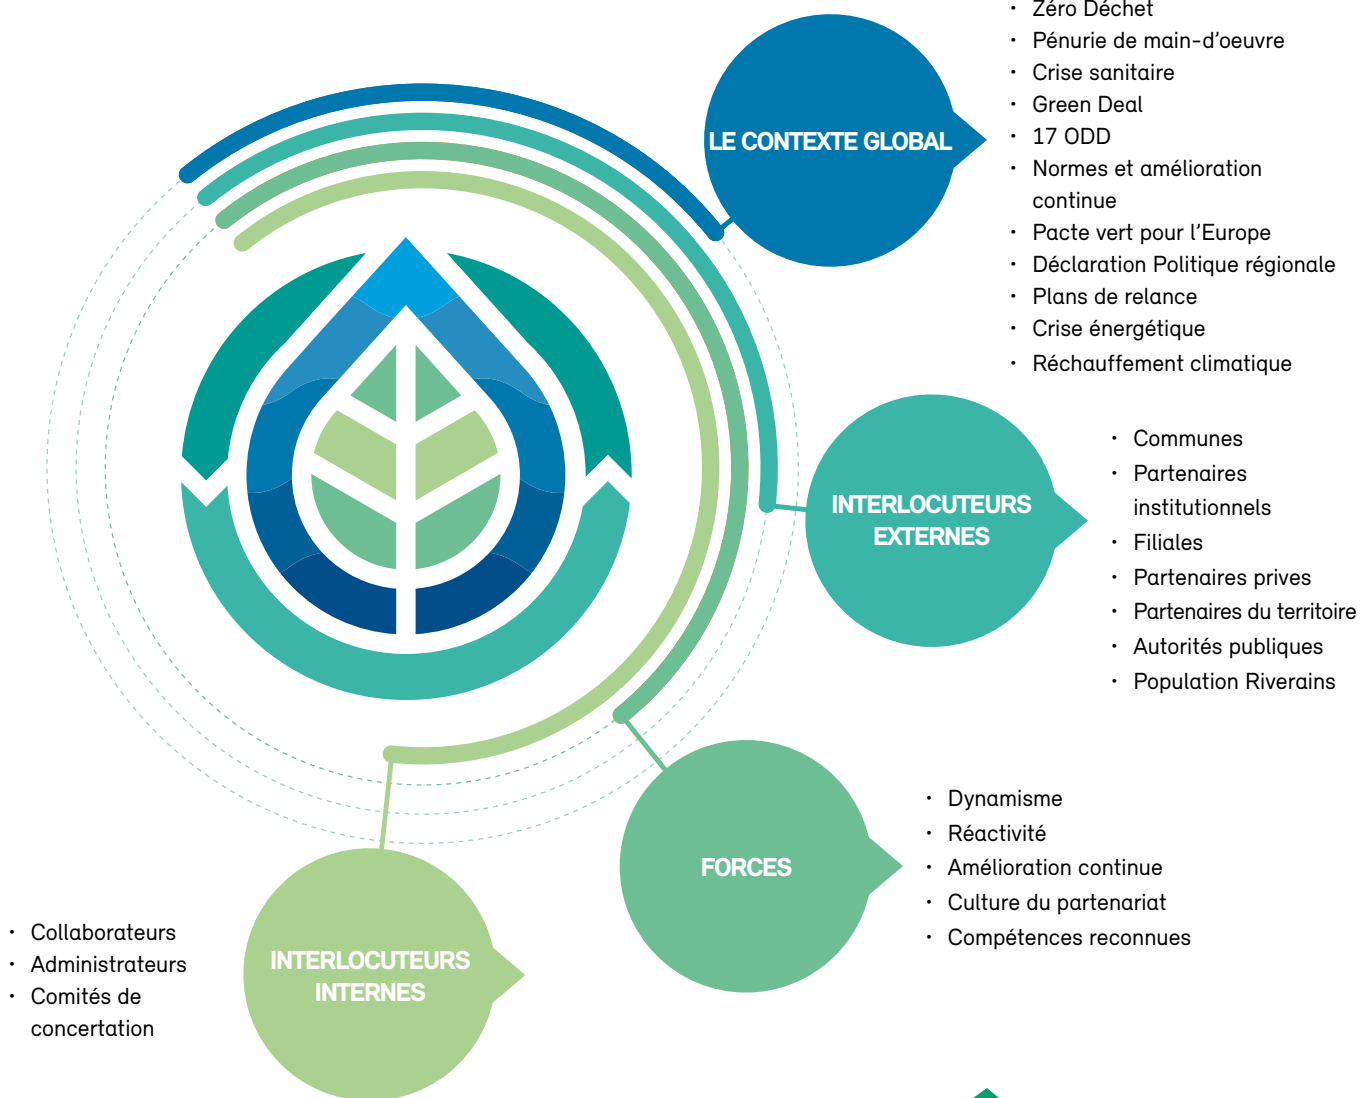 LE CONTEXTE GLOBAL
· Zéro Déchet
· Pénurie de main-d'oeuvre
· Crise sanitaire
· Green Deal
· 17 ODD
· Normes et amélioration
continue
· Pacte vert pour l'Europe
· Déclaration Politique régionale
· Plans de relance
· Crise énergétique
· Réchauffement climatique
INTERLOCUTEURS
EXTERNES
· Communes
· Partenaires
institutionnels
· Filiales
· Partenaires prives
· Partenaires du territoire
· Autorités publiques
· Population Riverains
FORCES
· Dynamisme
· Réactivité
· Amélioration continue
· Culture du partenariat
· Compétences reconnues
INTERLOCUTEURS
INTERNES
· Collaborateurs
· Administrateurs
· Comités de
concertation